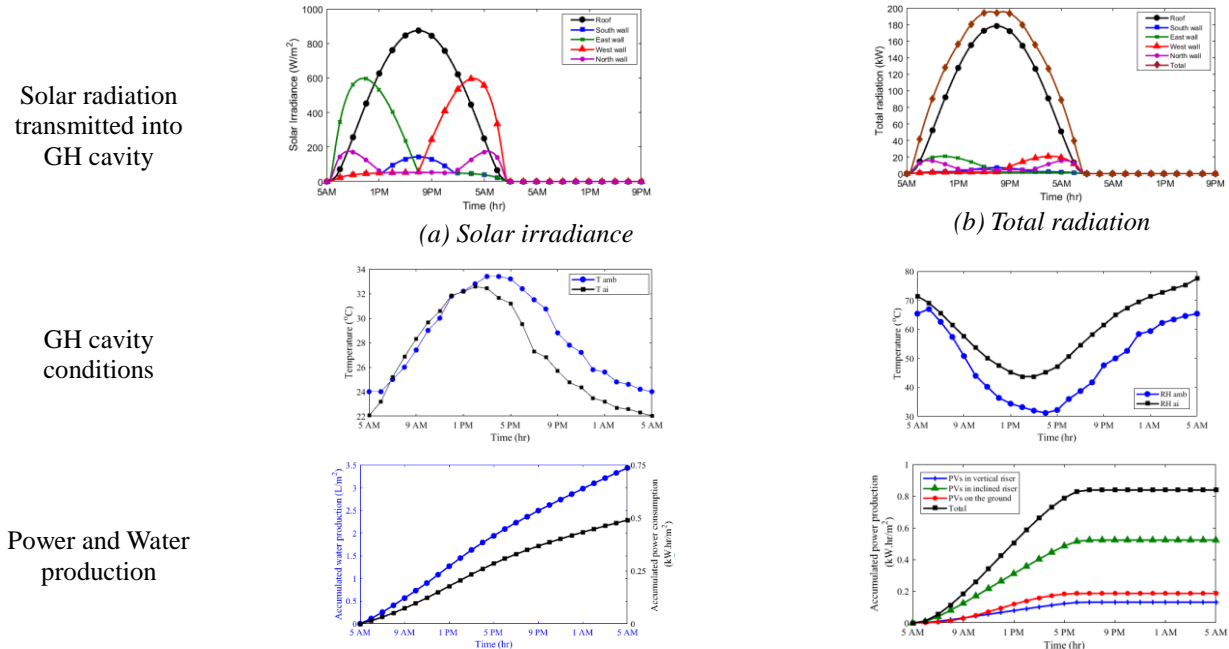 Solar radiation
transmitted into
GH cavity
Solar Irradiance (W/m²)
1000
800
600
400
200
0
Roof
South wall
East wall
West wall
North wall
5AM 1PM 9PM 5AM 5AM 1PM 9PM
Time (hr)
(a) Solar irradiance
Total radiation (kW)
200
180
160
140
120
100
80
60
40
20
0
Roof
South wall
East wall
West wall
North wall
Total
5AM 1PM 9PM 5AM 5AM 1PM 9PM
Time (hr)
(b) Total radiation
GH cavity
conditions
Temperature (°C)
34
32
30
28
26
24
22
T amb
T ai
5 AM 9 AM 1 PM 5 PM 9 PM 1 AM 5 AM
Time (hr)
Temperature (°C)
80
70
60
50
40
30
RH amb
RH ai
5 AM 9 AM 1 PM 5 PM 9 PM 1 AM 5 AM
Time (hr)
Power and Water
production
Accumulated water production (L/m²)
3.5
3
2.5
2
1.5
1
0.5
0
0.75
0.5
0.25
0
Accumulated power consumption
(kW.hr/m²)
5 AM 9 AM 1 PM 5 PM 9 PM 1 AM 5 AM
Time (hr)
Accumulated power production
(kW.hr/m²)
1
0.8
0.6
0.4
0.2
0
PVs in vertical riser
PVs in inclined riser
PVs on the ground
Total
5 AM 9 AM 1 PM 5 PM 9 PM 1 AM 5 AM
Time (hr)